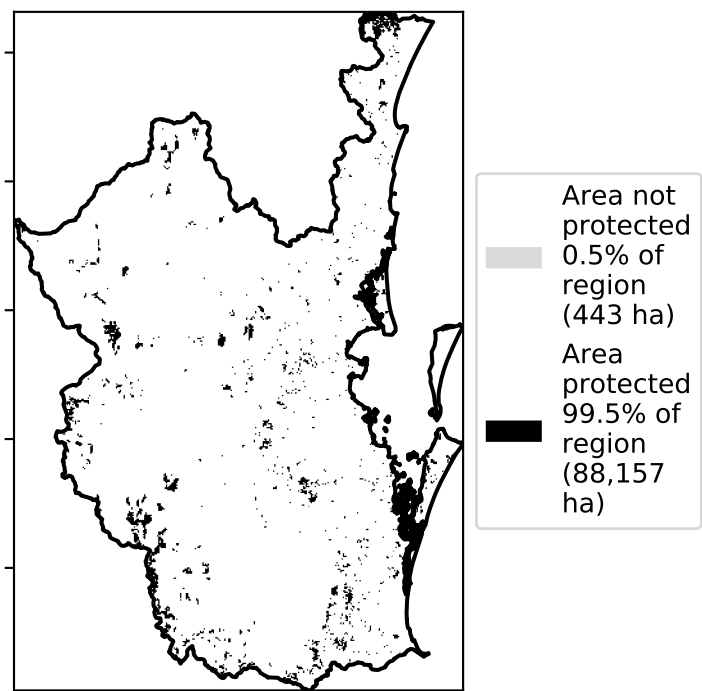 Area not
protected
0.5% of
region
(443 ha)
Area
protected
99.5% of
region
(88,157
ha)